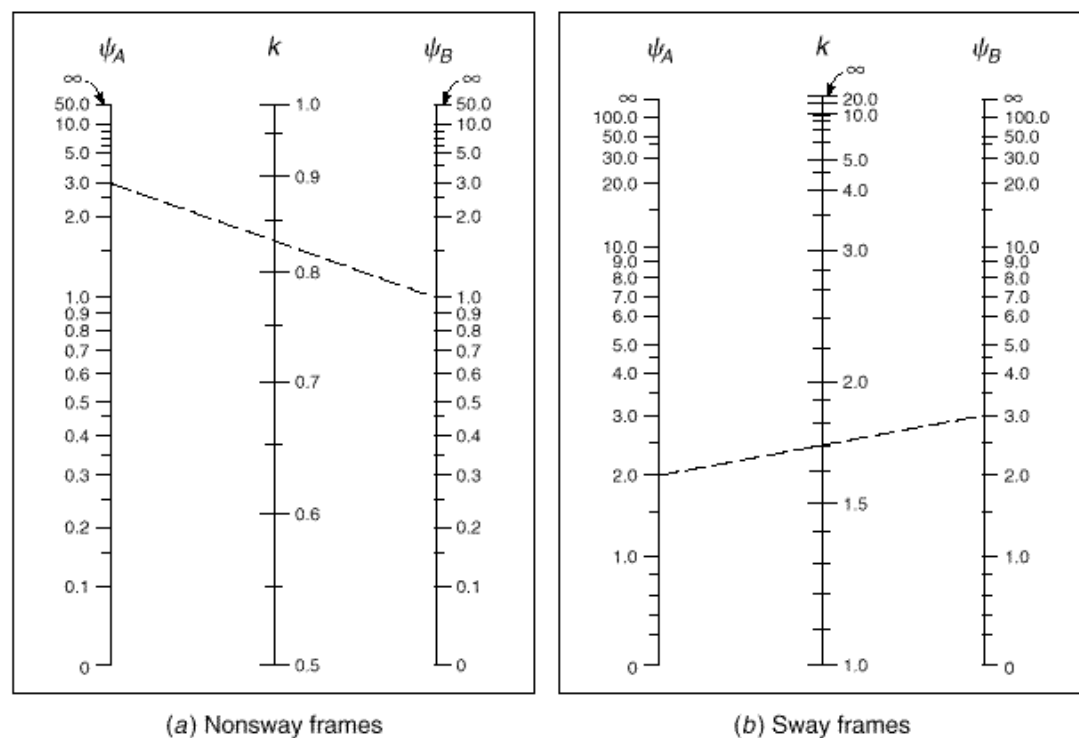 ψA k ψB
∞ ∞
50.0 1.0 50.0
10.0 10.0
5.0 0.9 5.0
3.0 3.0
2.0 2.0
0.8
1.0 1.0
0.9 0.9
0.8 0.8
0.7 0.7
0.6 0.7 0.6
0.5 0.5
0.4 0.4
0.3 0.3
0.6
0.2 0.2
0.1 0.1
0 0.5 0
(a) Nonsway frames
ψA k ψB
∞
∞ 20.0 ∞
100.0 10.0 100.0
50.0 50.0
30.0 5.0 30.0
20.0 4.0 20.0
10.0 3.0 10.0
9.0 9.0
8.0 8.0
7.0 7.0
6.0 6.0
5.0 5.0
4.0 2.0 4.0
3.0 3.0
2.0 2.0
1.5
1.0 1.0
0 1.0 0
(b) Sway frames